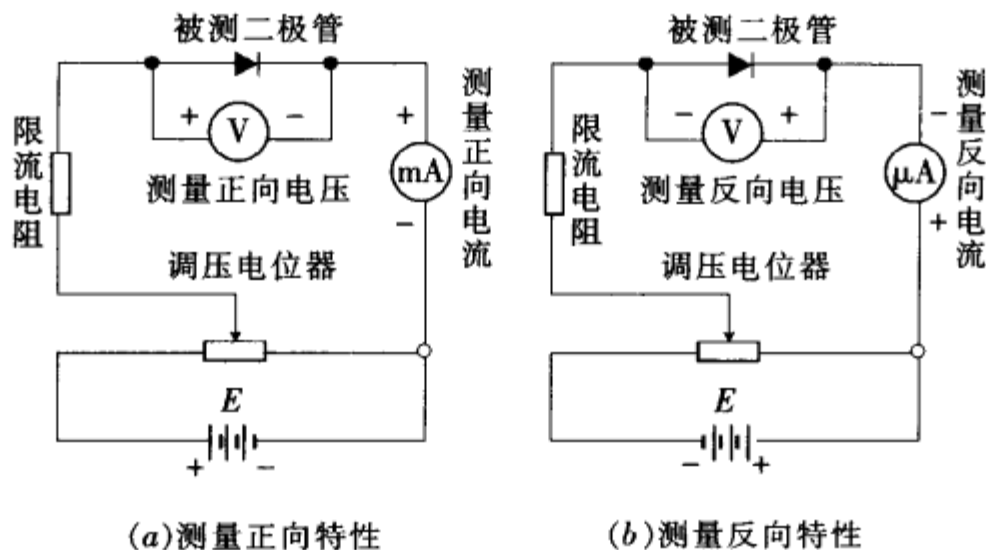 被测二极管
+ V -
测量正向电压
限流电阻
+
mA
-
测量正向电流
调压电位器
E
+ -
(a)测量正向特性
被测二极管
- V +
测量反向电压
限流电阻
-
μA
+
测量反向电流
调压电位器
E
- +
(b)测量反向特性